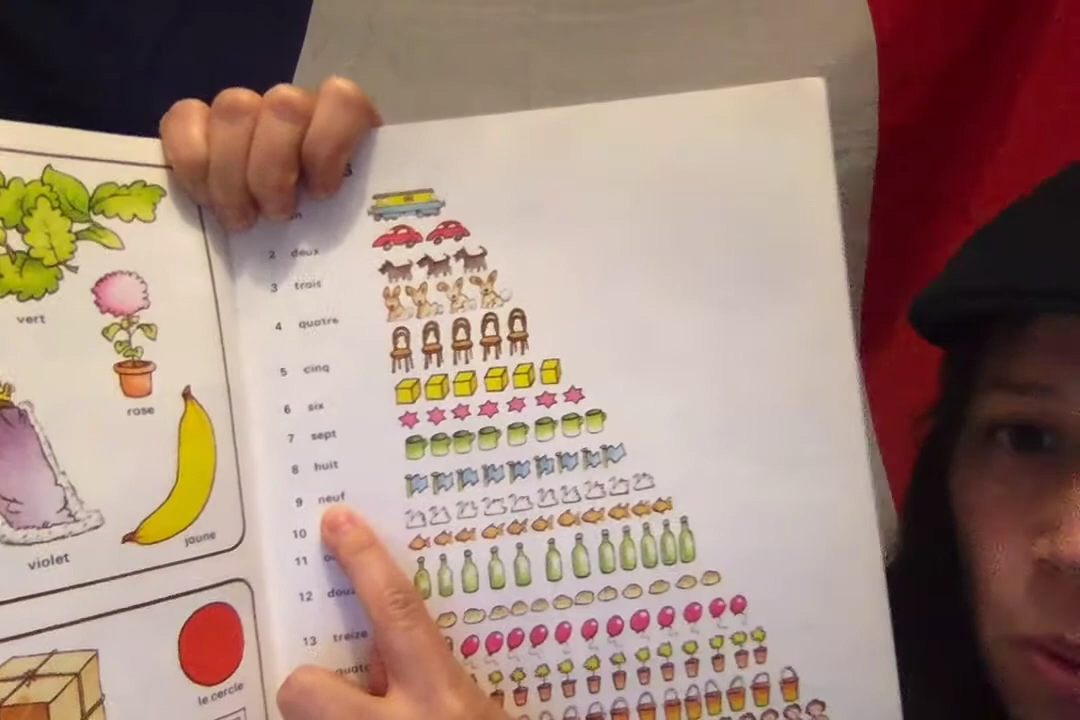 vert
rose
violet
jaune
le cercle
2 deux
3 trois
4 quatre
5 cinq
6 six
7 sept
8 huit
9 neuf
10
11
12
13 treize